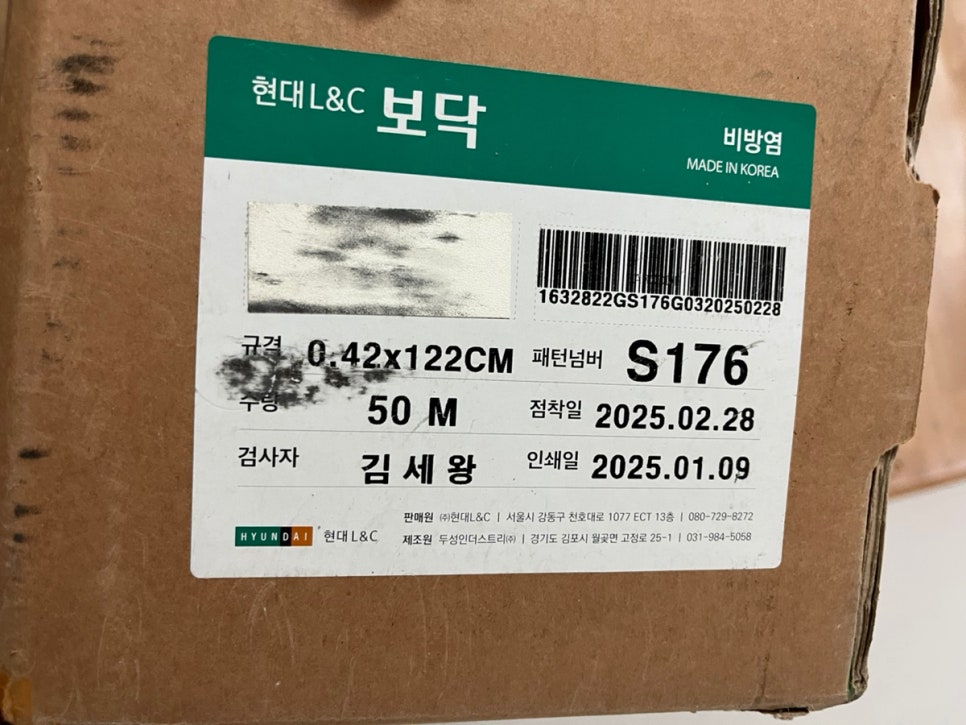 현대 L&C 보닥
비방염
MADE IN KOREA
1632822GS176G0320250228
규격 0.42x122CM 패턴넘버 S176
수량 50 M 점착일 2025.02.28
검사자 김세왕 인쇄일 2025.01.09
판매원 ㈜현대L&C | 서울시 강동구 천호대로 1077 ECT 13층 | 080-729-8272
HYUNDAI 현대 L&C 제조원 두성인더스트리㈜ | 경기도 김포시 월곶면 고정로 25-1 | 031-984-5058